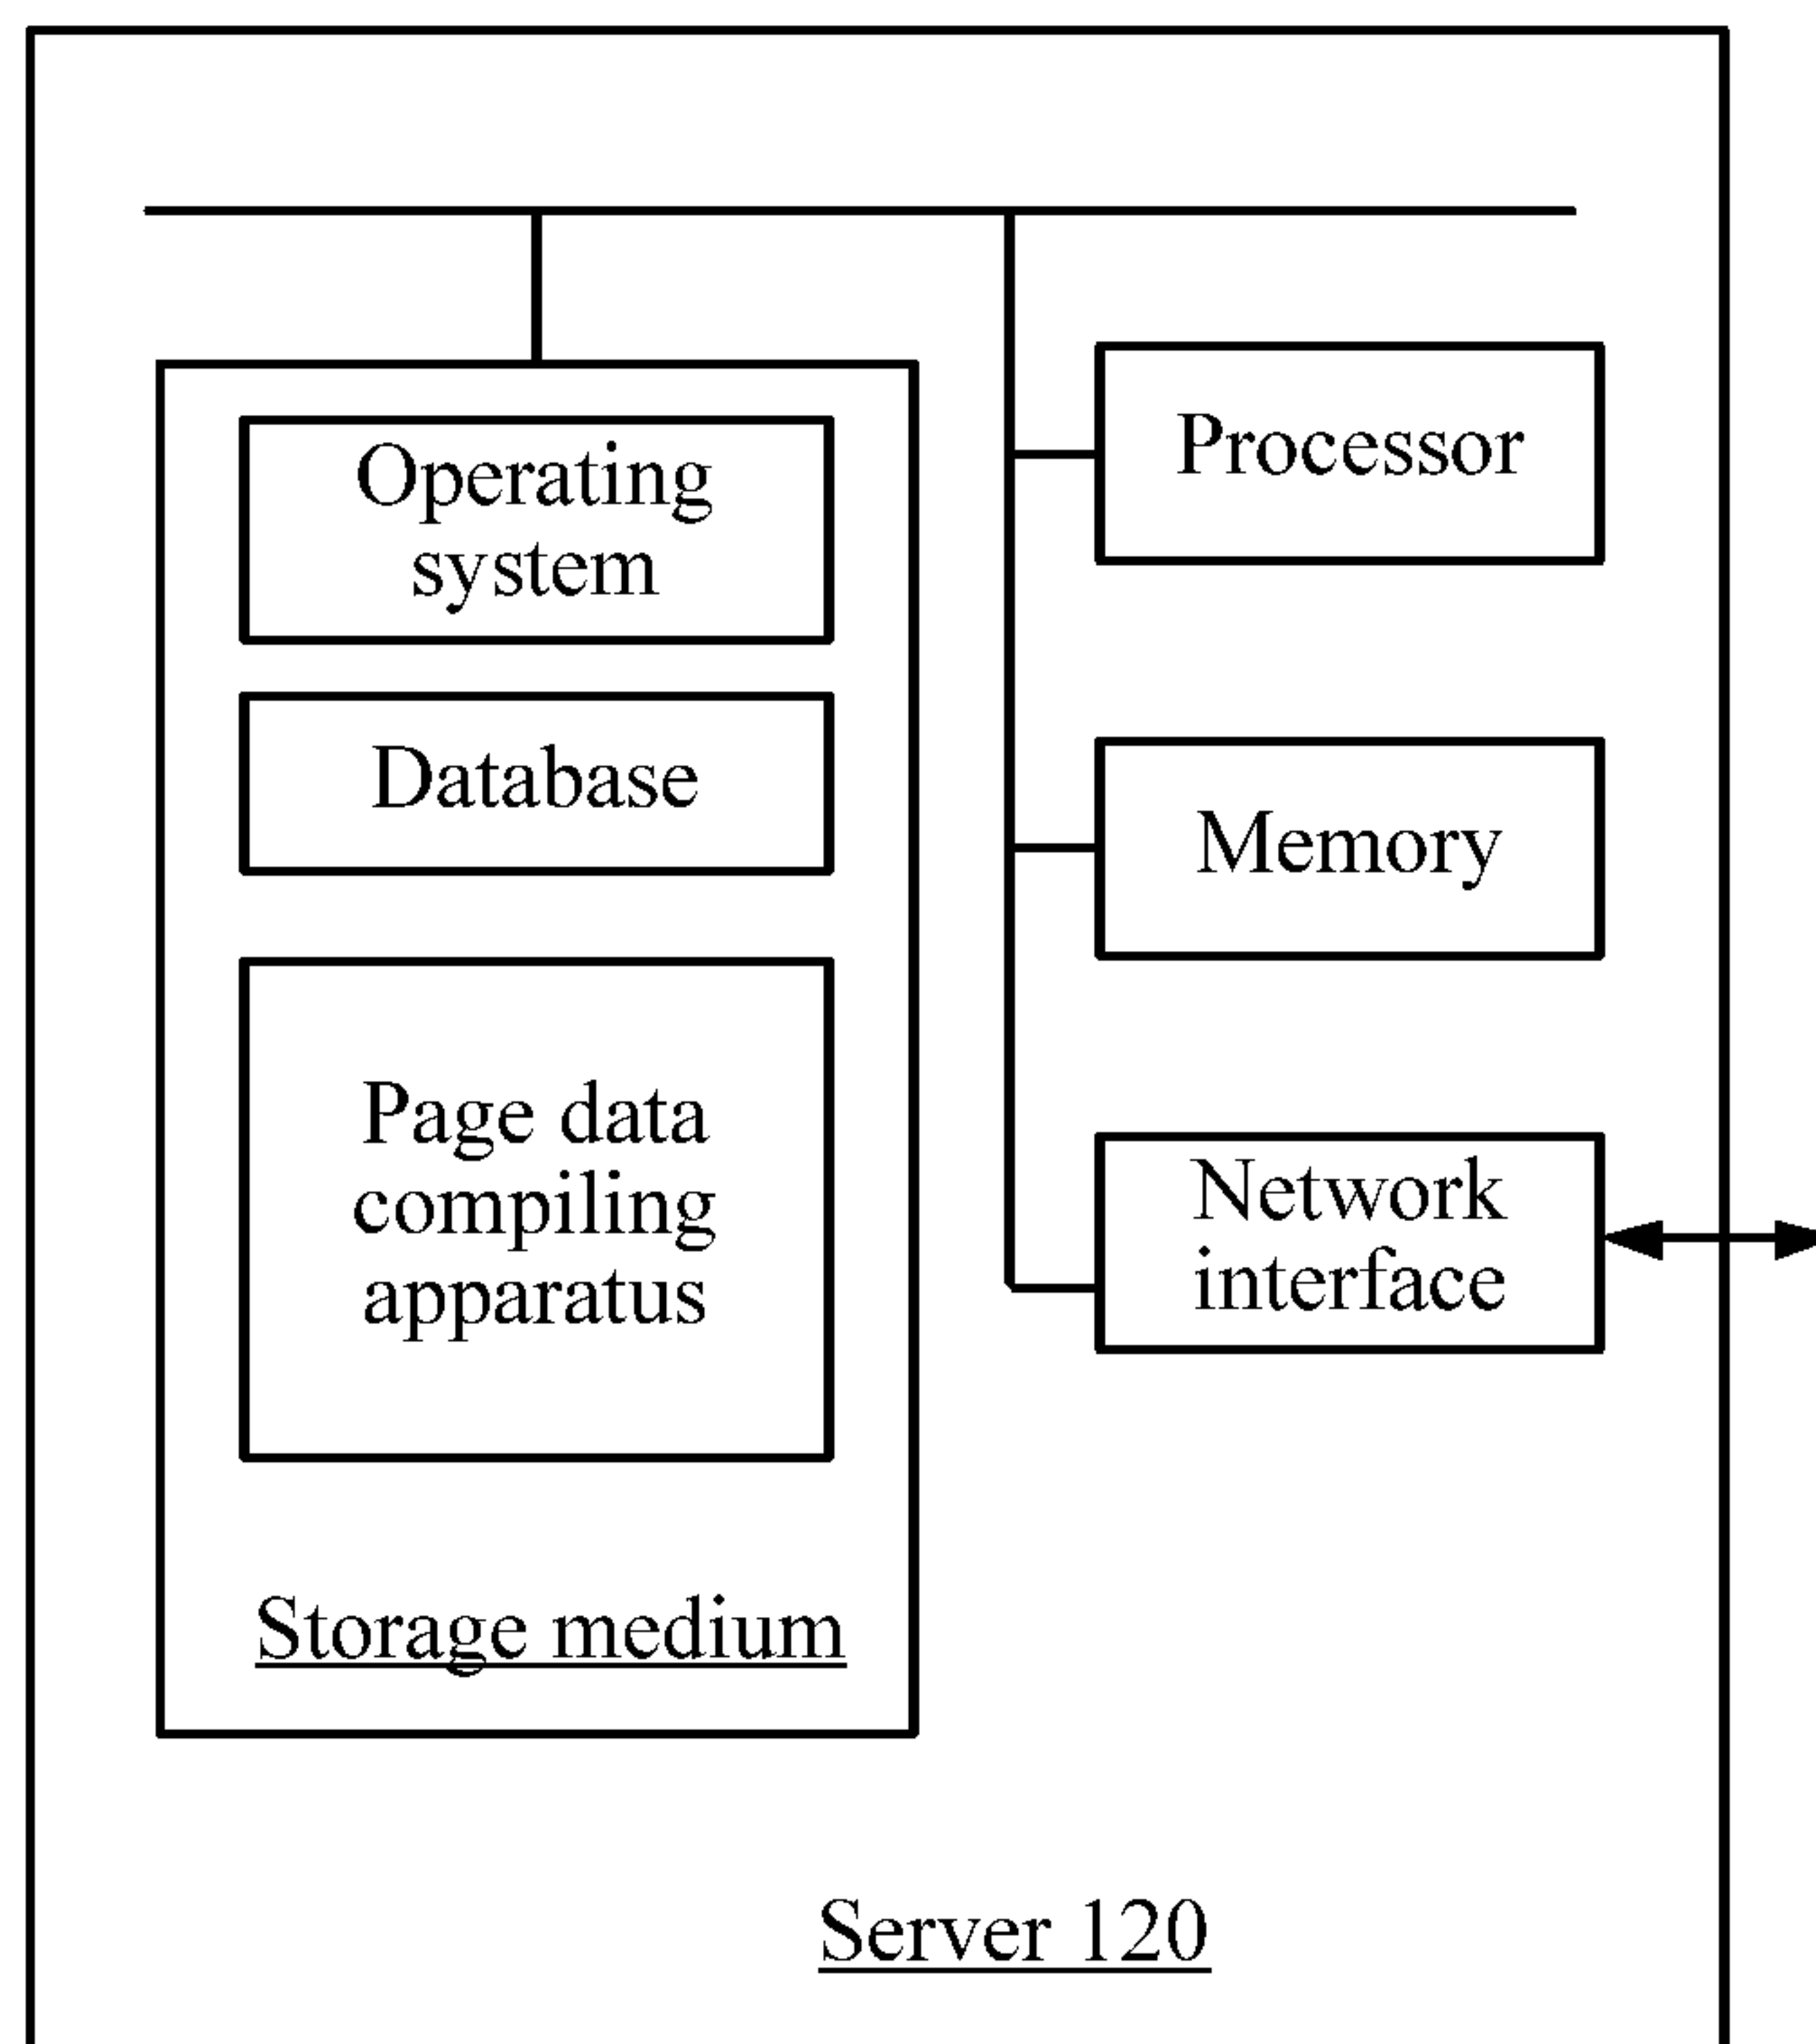 Operating
system
Database
Page data
compiling
apparatus
Storage medium
Processor
Memory
Network
interface
Server 120